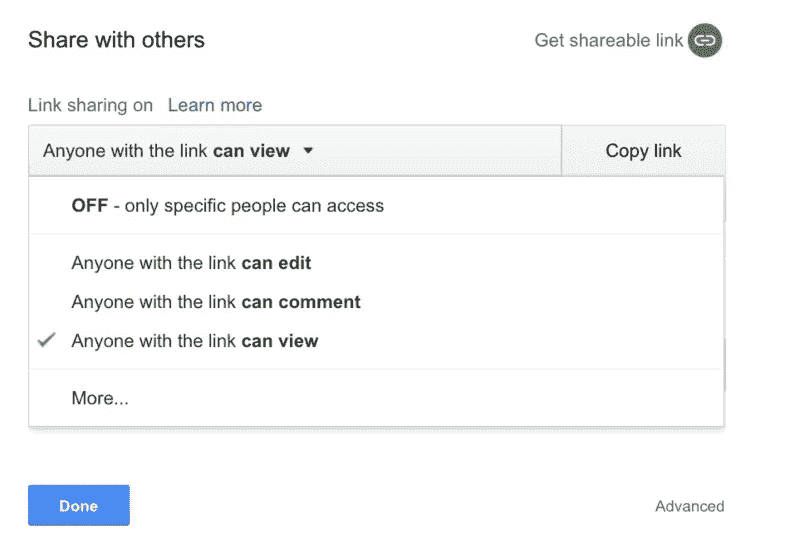 Share with others
Get shareable link
Link sharing on Learn more
Anyone with the link can view
Copy link
OFF - only specific people can access
Anyone with the link can edit
Anyone with the link can comment
Anyone with the link can view
More...
Done
Advanced